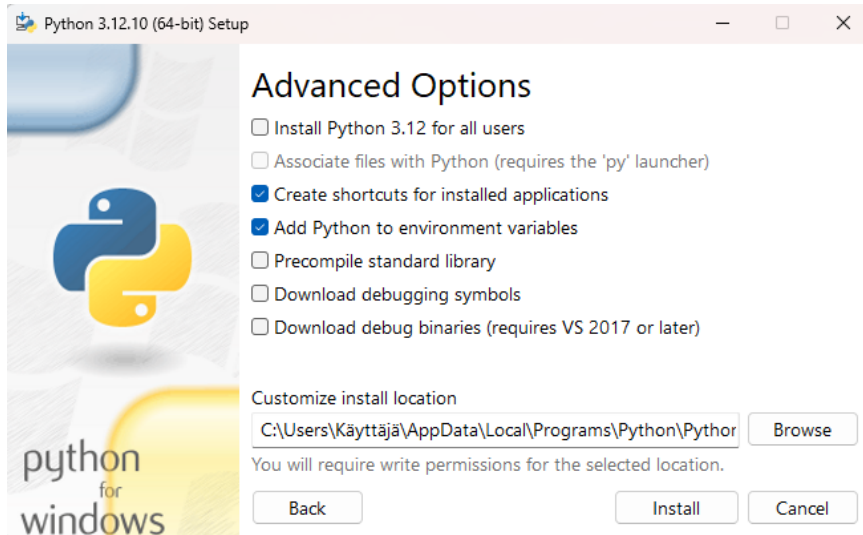 Python 3.12.10 (64-bit) Setup
Advanced Options
Install Python 3.12 for all users
Associate files with Python (requires the 'py' launcher)
Create shortcuts for installed applications
Add Python to environment variables
Precompile standard library
Download debugging symbols
Download debug binaries (requires VS 2017 or later)
Customize install location
C:\Users\Käyttäjä\AppData\Local\Programs\Python\Pythor
Browse
You will require write permissions for the selected location.
python
for
windows
Back
Install
Cancel